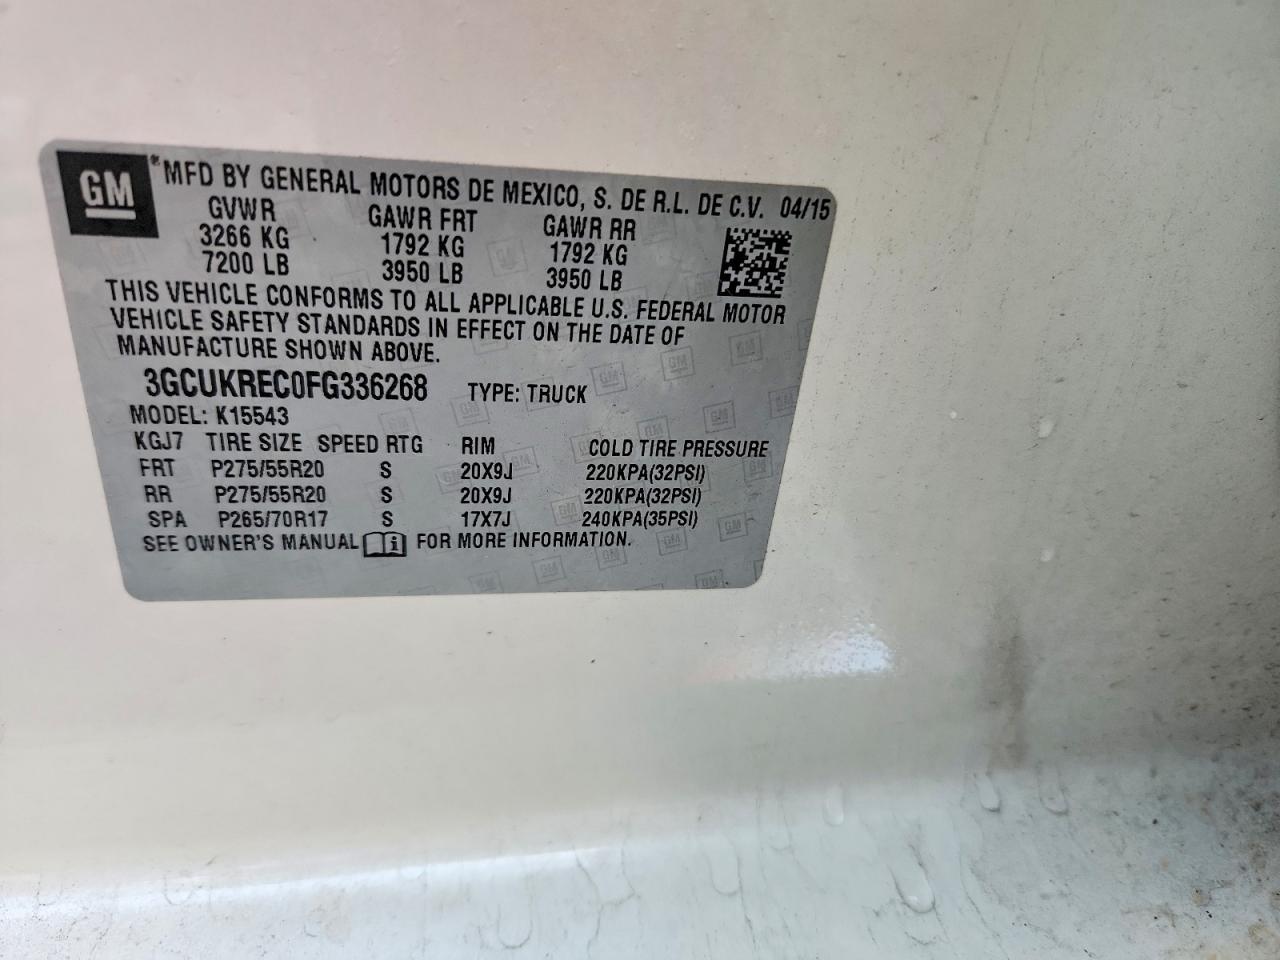 GM
® MFD BY GENERAL MOTORS DE MEXICO, S. DE R.L. DE C.V. 04/15
GVWR GAWR FRT GAWR RR
3266 KG 1792 KG 1792 KG
7200 LB 3950 LB 3950 LB
THIS VEHICLE CONFORMS TO ALL APPLICABLE U.S. FEDERAL MOTOR
VEHICLE SAFETY STANDARDS IN EFFECT ON THE DATE OF
MANUFACTURE SHOWN ABOVE.
3GCUKREC0FG336268 TYPE: TRUCK
MODEL: K15543
KGJ7 TIRE SIZE SPEED RTG RIM COLD TIRE PRESSURE
FRT P275/55R20 S 20X9J 220KPA(32PSI)
RR P275/55R20 S 20X9J 220KPA(32PSI)
SPA P265/70R17 S 17X7J 240KPA(35PSI)
SEE OWNER'S MANUAL i FOR MORE INFORMATION.